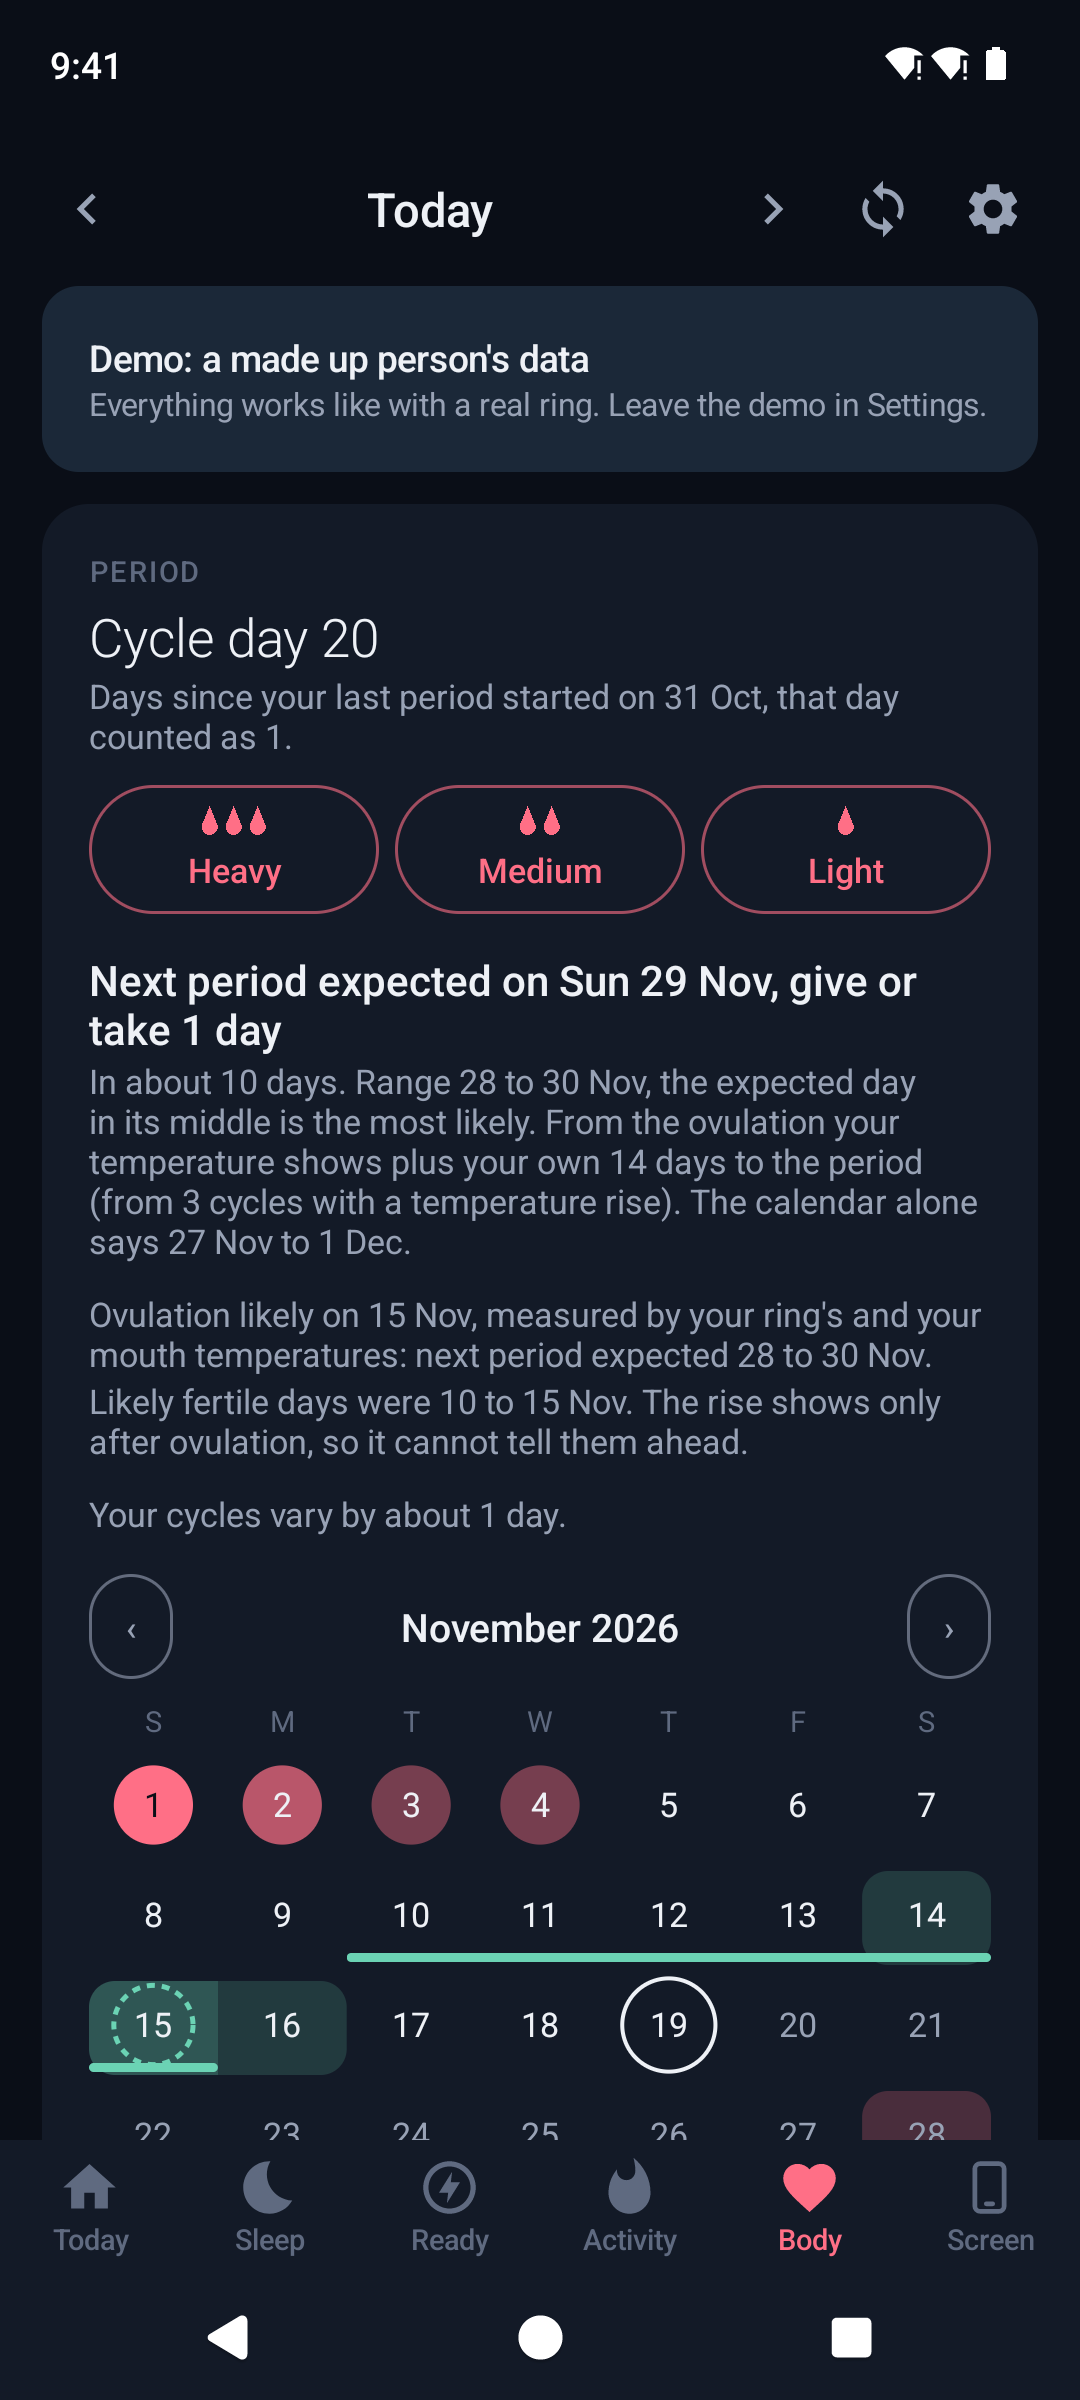 9:41
Today
Demo: a made up person's data
Everything works like with a real ring. Leave the demo in Settings.
PERIOD
Cycle day 20
Days since your last period started on 31 Oct, that day
counted as 1.
Heavy Medium Light
Next period expected on Sun 29 Nov, give or
take 1 day
In about 10 days. Range 28 to 30 Nov, the expected day
in its middle is the most likely. From the ovulation your
temperature shows plus your own 14 days to the period
(from 3 cycles with a temperature rise). The calendar alone
says 27 Nov to 1 Dec.
Ovulation likely on 15 Nov, measured by your ring's and your
mouth temperatures: next period expected 28 to 30 Nov.
Likely fertile days were 10 to 15 Nov. The rise shows only
after ovulation, so it cannot tell them ahead.
Your cycles vary by about 1 day.
‹ November 2026 ›
S M T W T F S
1 2 3 4 5 6 7
8 9 10 11 12 13 14
15 16 17 18 19 20 21
22 23 24 25 26 27 28
Today Sleep Ready Activity Body Screen